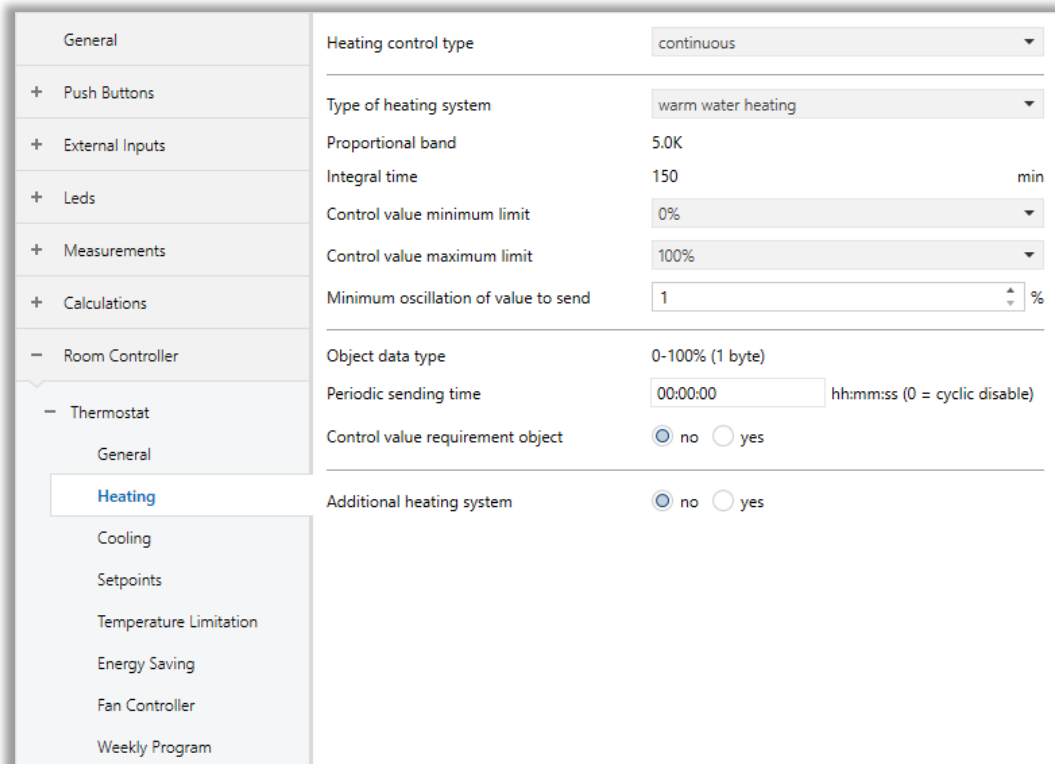 General
+ Push Buttons
+ External Inputs
+ Leds
+ Measurements
+ Calculations
− Room Controller
− Thermostat
General
Heating
Cooling
Setpoints
Temperature Limitation
Energy Saving
Fan Controller
Weekly Program
Heating control type continuous
Type of heating system warm water heating
Proportional band 5.0K
Integral time 150 min
Control value minimum limit 0%
Control value maximum limit 100%
Minimum oscillation of value to send 1 %
Object data type 0-100% (1 byte)
Periodic sending time 00:00:00 hh:mm:ss (0 = cyclic disable)
Control value requirement object no yes
Additional heating system no yes